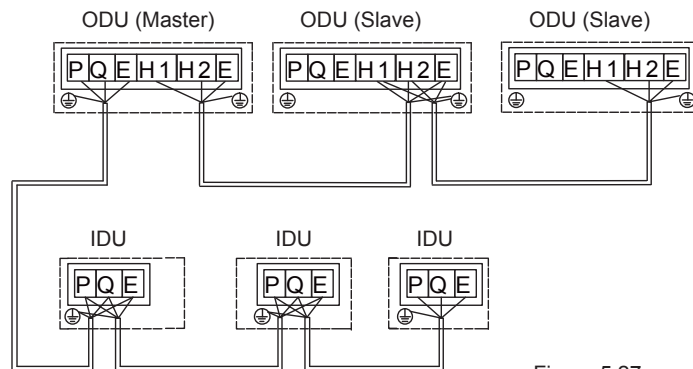 ODU (Master) ODU (Slave) ODU (Slave)
P Q E H1 H2 E P Q E H1 H2 E P Q E H1 H2 E
IDU IDU IDU
P Q E P Q E P Q E